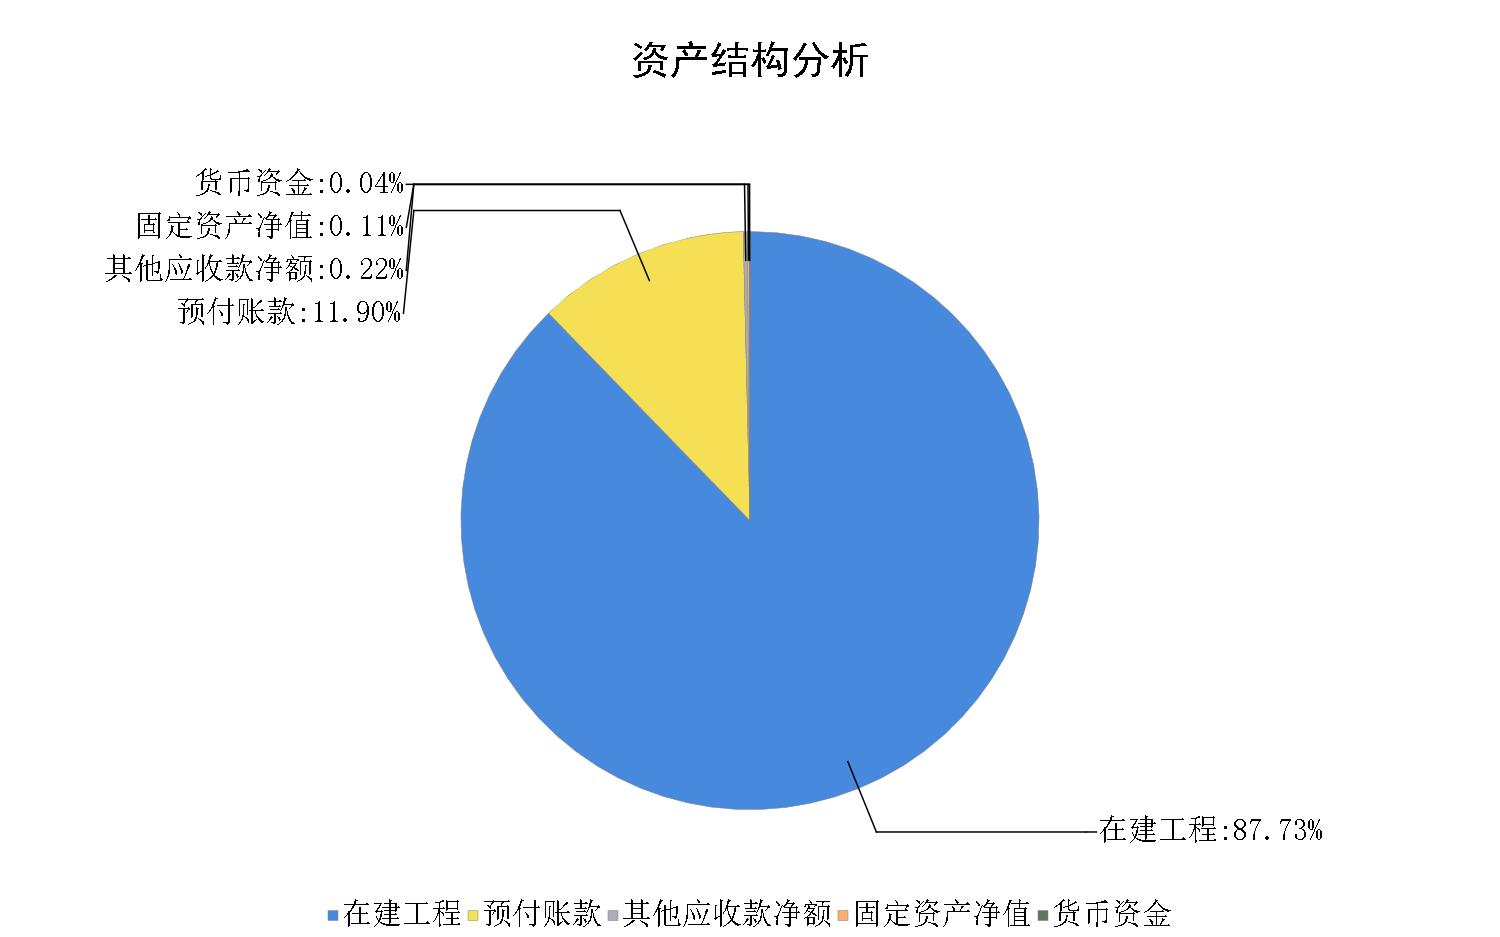 资产结构分析
货币资金:0.04%
固定资产净值:0.11%
其他应收款净额:0.22%
预付账款:11.90%
在建工程:87.73%
在建工程 预付账款 其他应收款净额 固定资产净值 货币资金